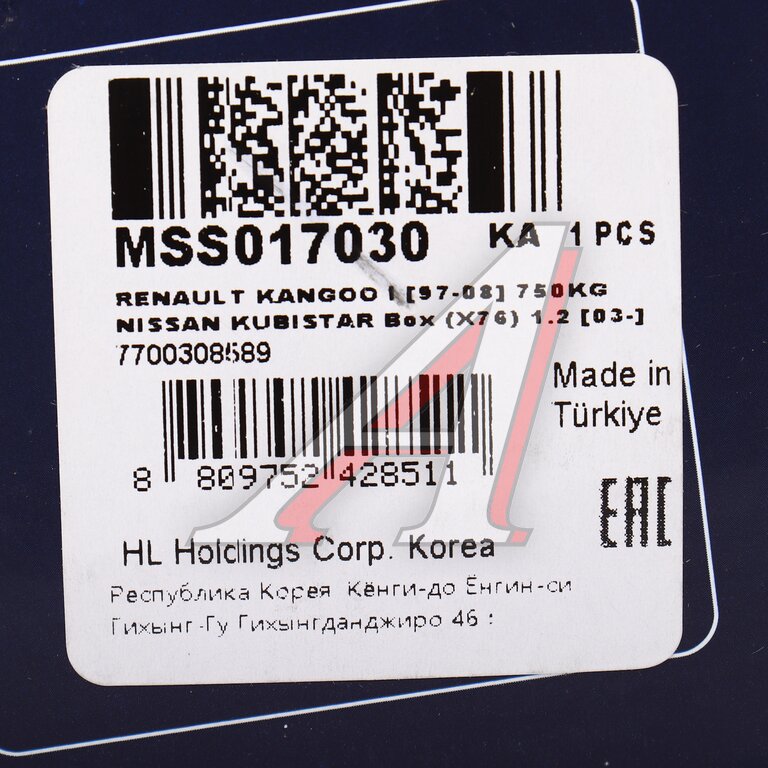 MSS017030 KA 1 PCS
RENAULT KANGOO I [97-08] 750KG
NISSAN KUBISTAR Box (X76) 1.2 [03-]
7700308589
Made in
Türkiye
8 809752 428511
EAC
HL Holdings Corp. Korea
Республика Корея Кёнги-до Ёнгин-си
Гихынг-Гу Гихынгданджиро 46